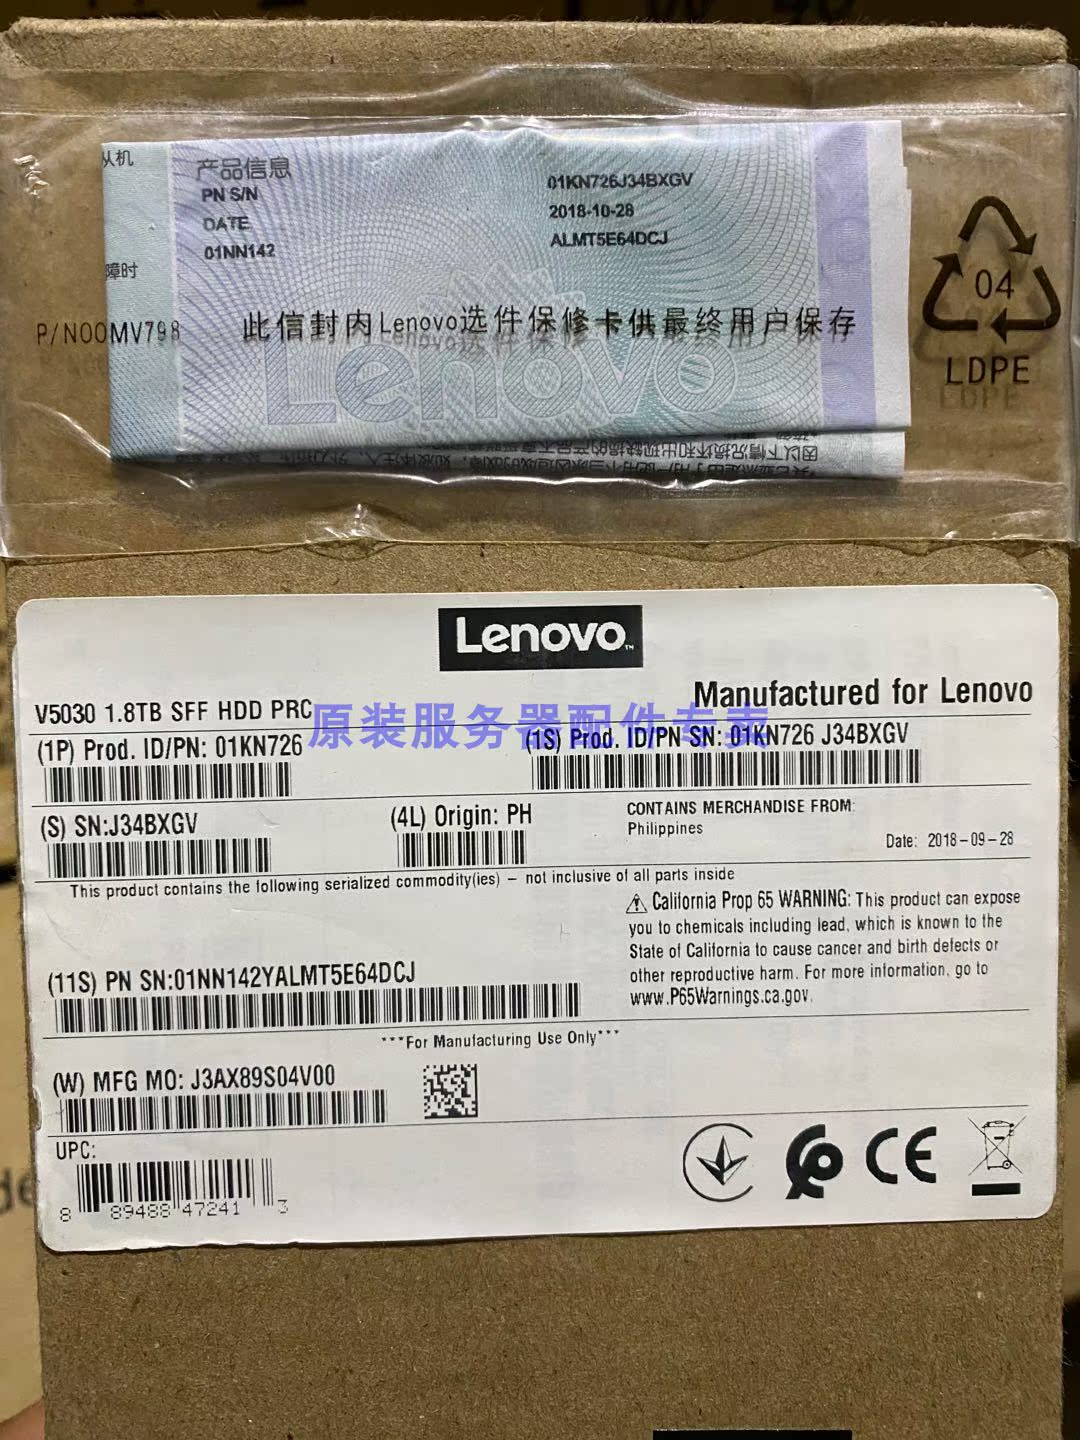 从机
产品信息
PN S/N 01KN726J34BXGV
DATE 2018-10-28
01NN142 ALMT5E64DCJ
障时
P/N00MV798
此信封内Lenovo选件保修卡供最终用户保存
Lenovo
04
LDPE
Lenovo™
Manufactured for Lenovo
V5030 1.8TB SFF HDD PRC
原装服务器配件专卖
(1P) Prod. ID/PN: 01KN726
(1S) Prod. ID/PN SN: 01KN726 J34BXGV
(S) SN:J34BXGV
(4L) Origin: PH
CONTAINS MERCHANDISE FROM:
Philippines
Date: 2018-09-28
This product contains the following serialized commodity(ies) - not inclusive of all parts inside
⚠ California Prop 65 WARNING: This product can expose
you to chemicals including lead, which is known to the
State of California to cause cancer and birth defects or
other reproductive harm. For more information, go to
www.P65Warnings.ca.gov.
(11S) PN SN:01NN142YALMT5E64DCJ
***For Manufacturing Use Only***
(W) MFG MO: J3AX89S04V00
UPC:
8 89488 47241 3
CE